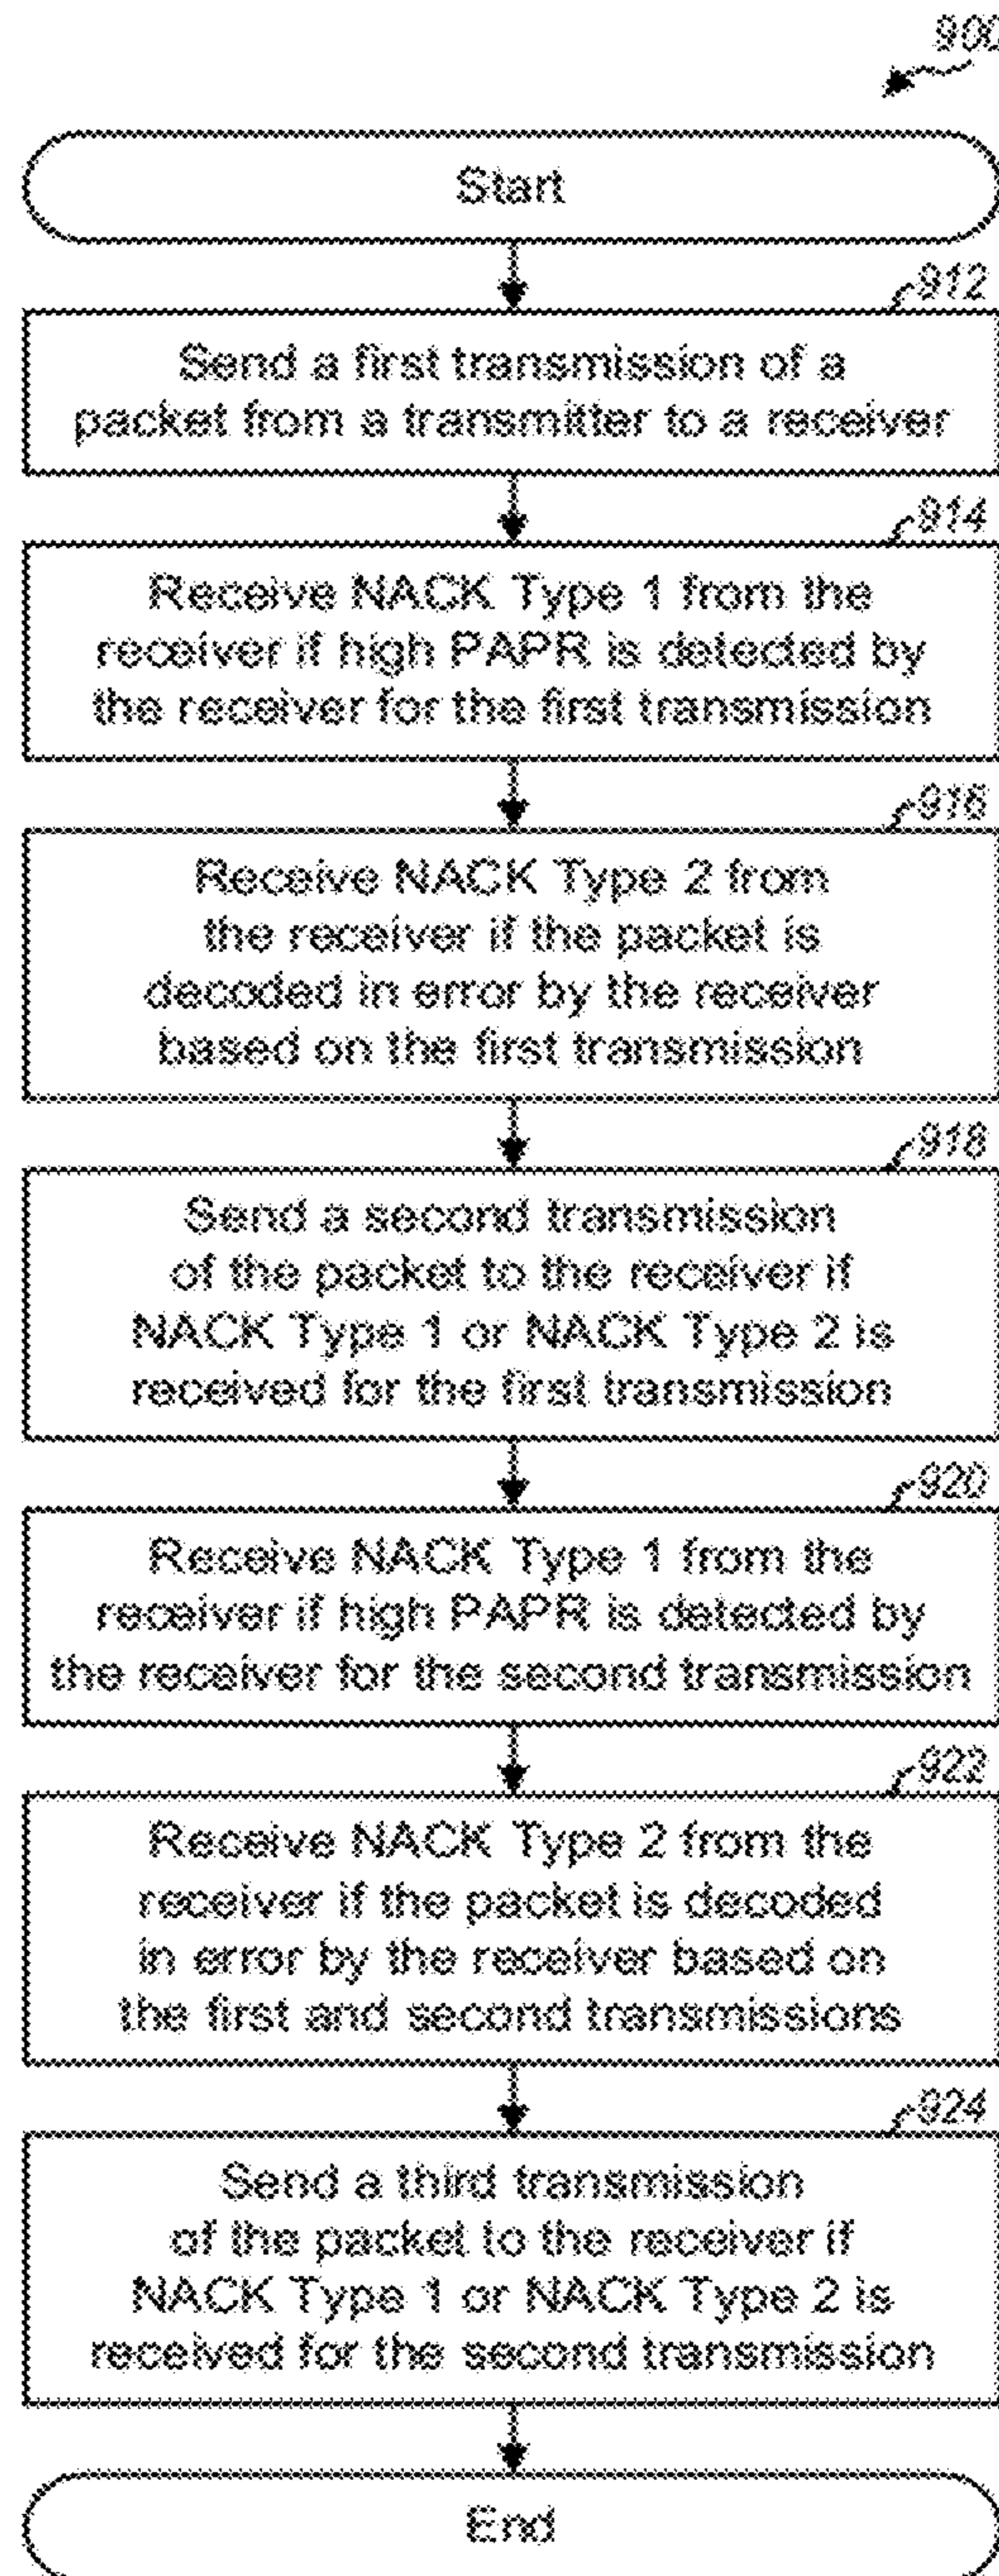 900
Start
912
Send a first transmission of a
packet from a transmitter to a receiver
914
Receive NACK Type 1 from the
receiver if high PAPR is detected by
the receiver for the first transmission
916
Receive NACK Type 2 from
the receiver if the packet is
decoded in error by the receiver
based on the first transmission
918
Send a second transmission
of the packet to the receiver if
NACK Type 1 or NACK Type 2 is
received for the first transmission
920
Receive NACK Type 1 from the
receiver if high PAPR is detected by
the receiver for the second transmission
922
Receive NACK Type 2 from the
receiver if the packet is decoded
in error by the receiver based on
the first and second transmissions
924
Send a third transmission
of the packet to the receiver if
NACK Type 1 or NACK Type 2 is
received for the second transmission
End